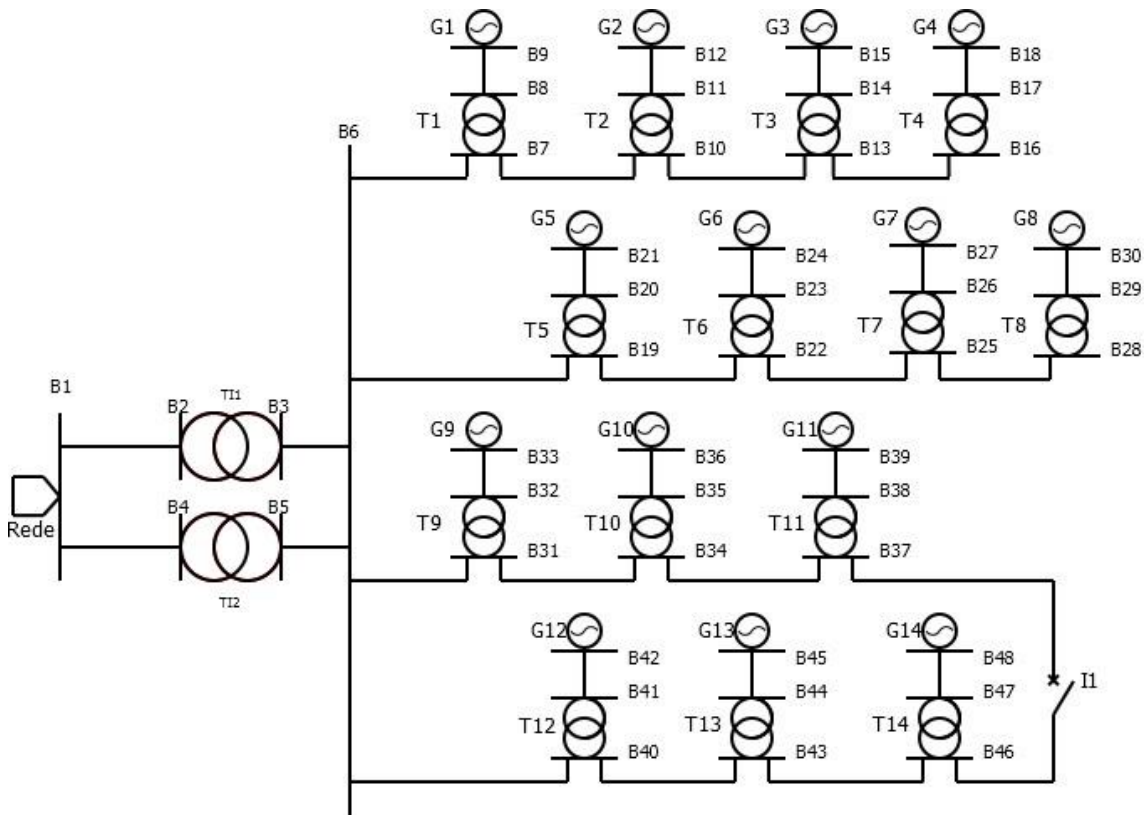 G1 G2 G3 G4
B9 B12 B15 B18
B8 B11 B14 B17
T1 T2 T3 T4
B6 B7 B10 B13 B16
G5 G6 G7 G8
B21 B24 B27 B30
B20 B23 B26 B29
T5 T6 T7 T8
B19 B22 B25 B28
B1
B2 TI1 B3
G9 G10 G11
B33 B36 B39
B32 B35 B38
B4 B5
T9 T10 T11
Rede
B31 B34 B37
TI2
G12 G13 G14
B42 B45 B48
B41 B44 B47
I1
T12 T13 T14
B40 B43 B46